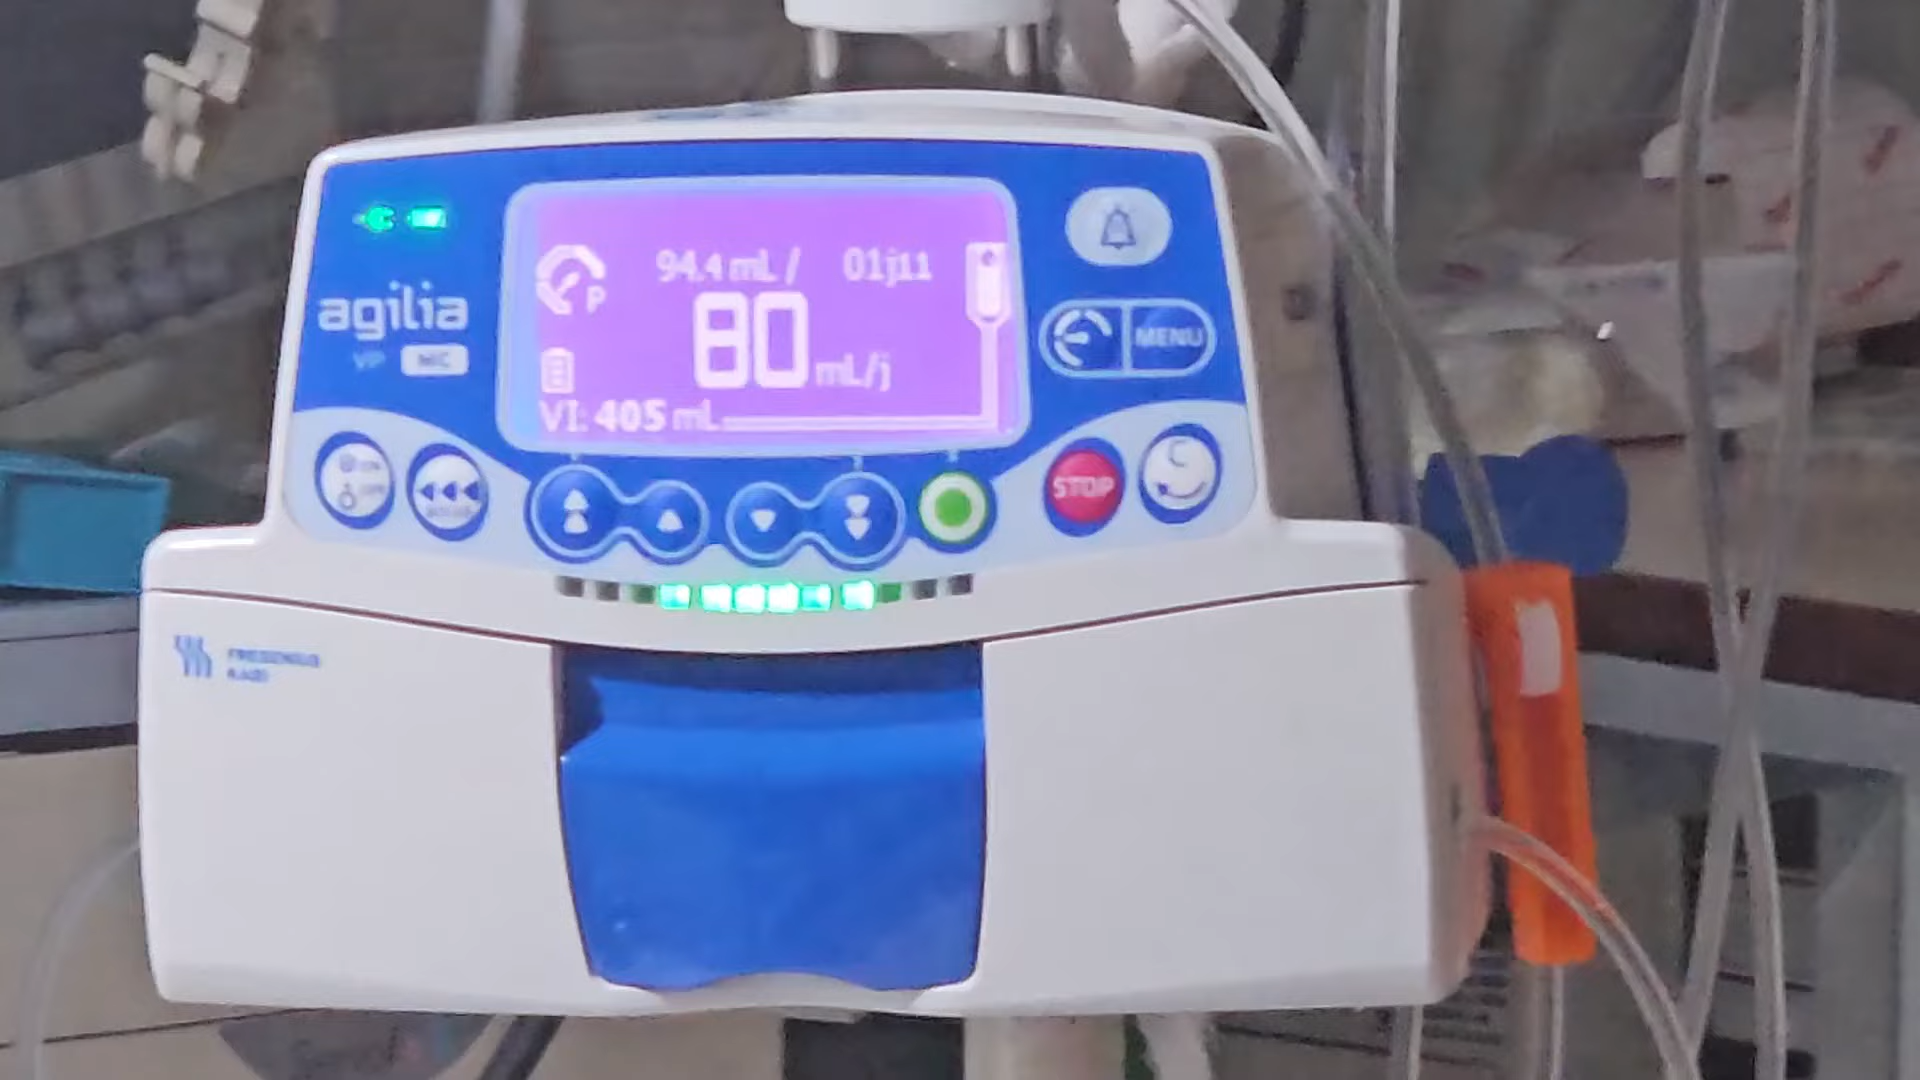 94.4 mL / 01j11
P
80 mL/j
VI: 405 mL
agilia
VP MC
MENU
STOP
FRESENIUS
KABI